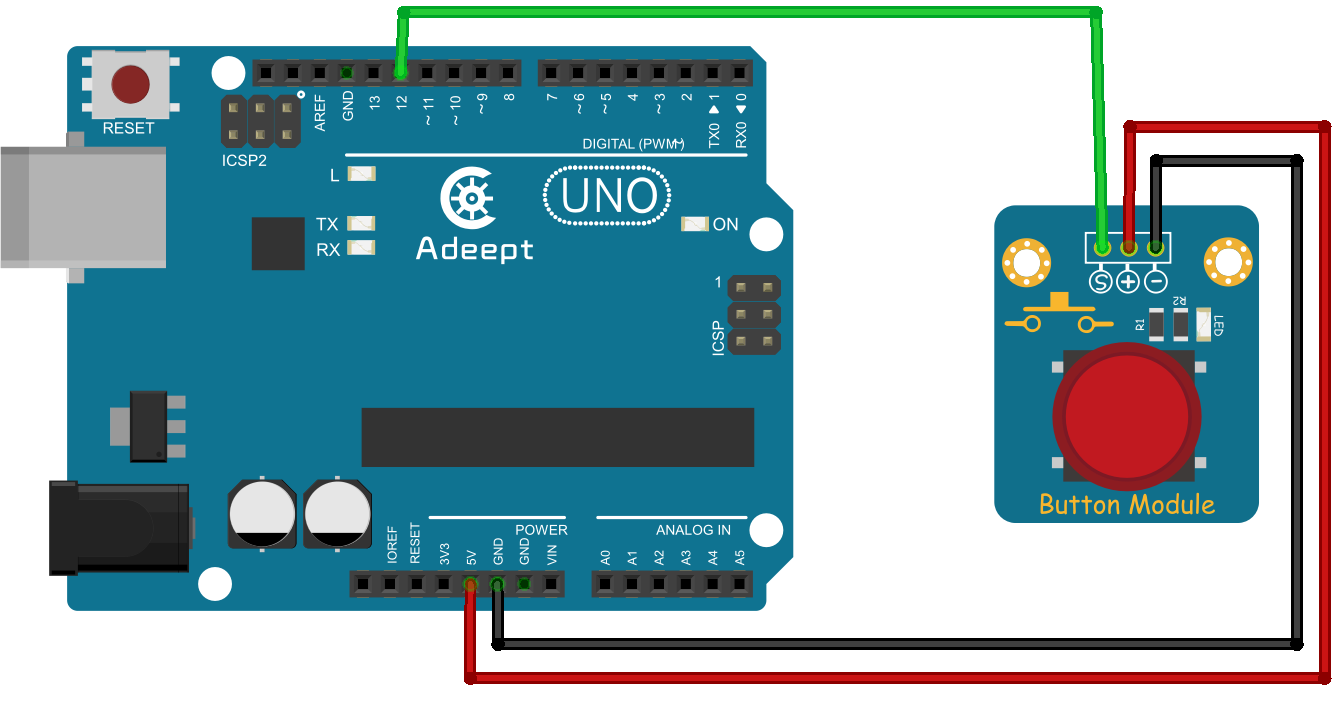 RESET
ICSP2
AREF
GND
13
12
~ 11
~ 10
~ 9
8
7
~ 6
~ 5
4
~ 3
2
TX0 ▶ 1
RX0 ◀ 0
DIGITAL (PWM~)
L
TX
RX
Adeept
UNO
ON
1
ICSP
S
+
−
R1
R2
LED
Button Module
POWER
ANALOG IN
IOREF
RESET
3V3
5V
GND
GND
VIN
A0
A1
A2
A3
A4
A5